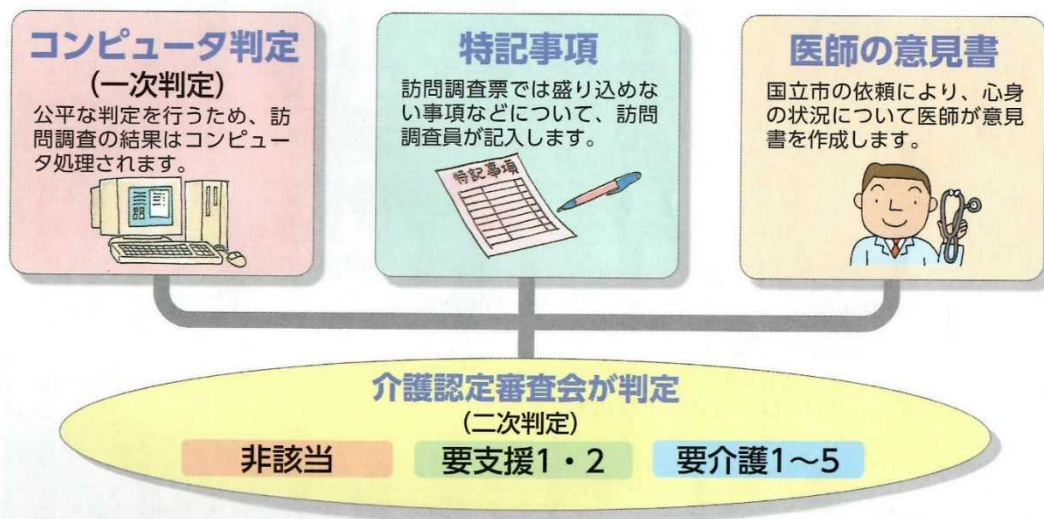 コンピュータ判定
(一次判定)
公平な判定を行うため、訪
問調査の結果はコンピュー
タ処理されます。
特記事項
訪問調査票では盛り込めな
い事項などについて、訪問
調査員が記入します。
特記事項
医師の意見書
国立市の依頼により、心身
の状況について医師が意見
書を作成します。
介護認定審査会が判定
(二次判定)
非該当 要支援1・2 要介護1〜5